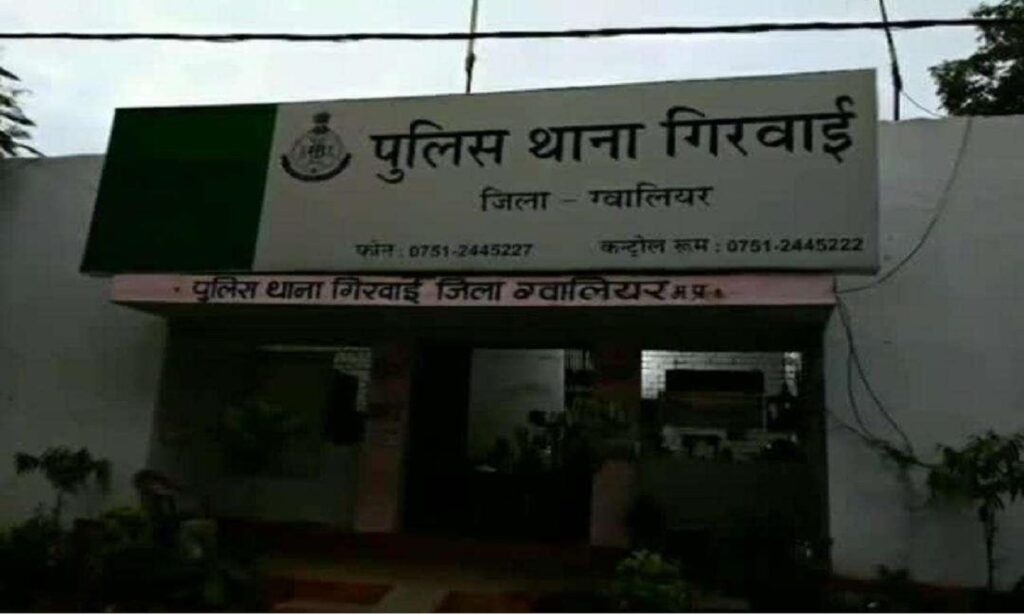 पुलिस थाना गिरवाई
जिला - ग्वालियर
फोन : 0751-2445227 कन्ट्रोल रूम : 0751-2445222
पुलिस थाना गिरवाई जिला ग्वालियर म.प्र.